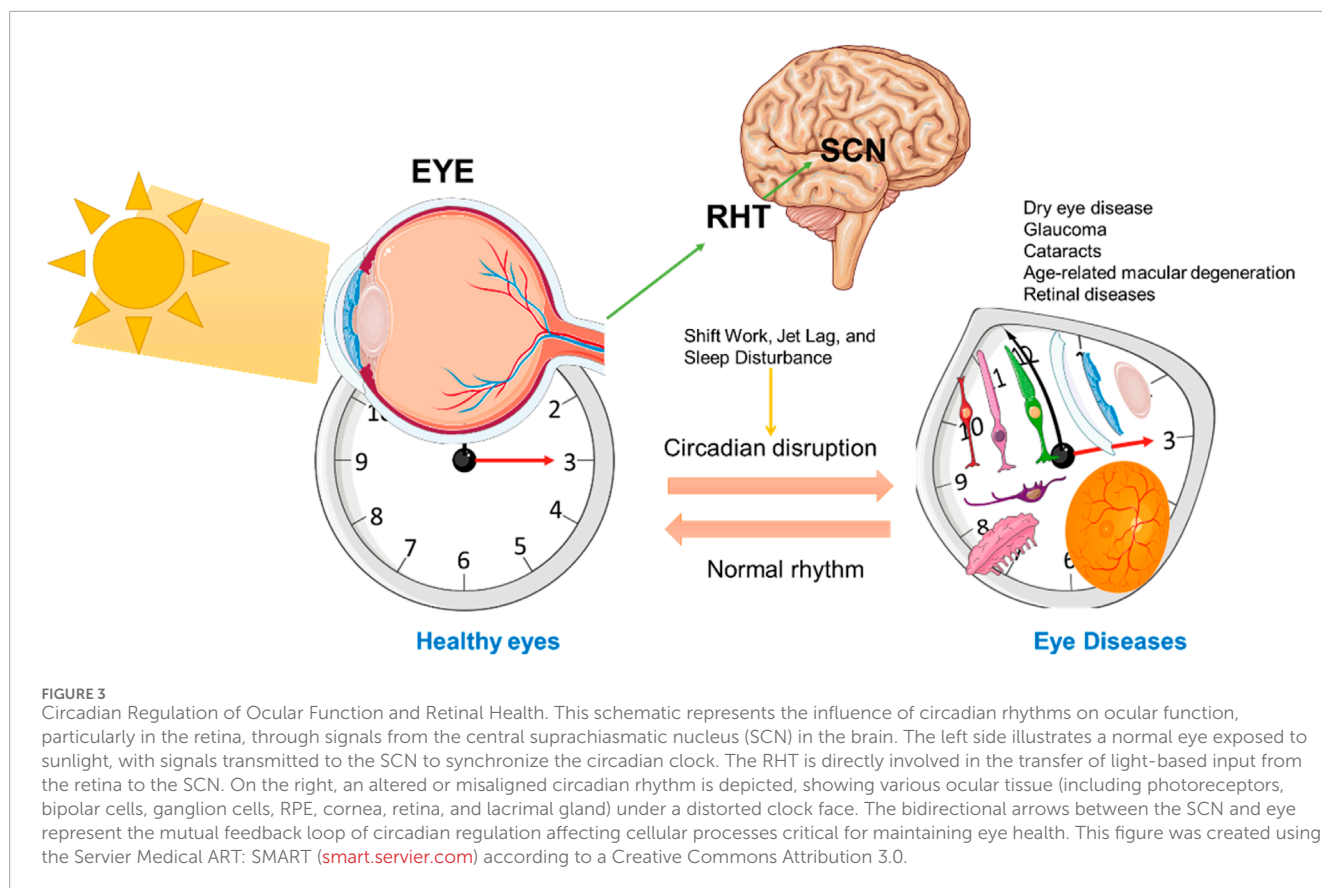 EYE
SCN
RHT
Dry eye disease
Glaucoma
Cataracts
Age-related macular degeneration
Retinal diseases
Shift Work, Jet Lag, and
Sleep Disturbance
Circadian disruption
Normal rhythm
10
2
9
3
8
4
7
5
6
12
1
10
3
9
8
6
Healthy eyes
Eye Diseases
FIGURE 3
Circadian Regulation of Ocular Function and Retinal Health. This schematic represents the influence of circadian rhythms on ocular function,
particularly in the retina, through signals from the central suprachiasmatic nucleus (SCN) in the brain. The left side illustrates a normal eye exposed to
sunlight, with signals transmitted to the SCN to synchronize the circadian clock. The RHT is directly involved in the transfer of light-based input from
the retina to the SCN. On the right, an altered or misaligned circadian rhythm is depicted, showing various ocular tissue (including photoreceptors,
bipolar cells, ganglion cells, RPE, cornea, retina, and lacrimal gland) under a distorted clock face. The bidirectional arrows between the SCN and eye
represent the mutual feedback loop of circadian regulation affecting cellular processes critical for maintaining eye health. This figure was created using
the Servier Medical ART: SMART (smart.servier.com) according to a Creative Commons Attribution 3.0.